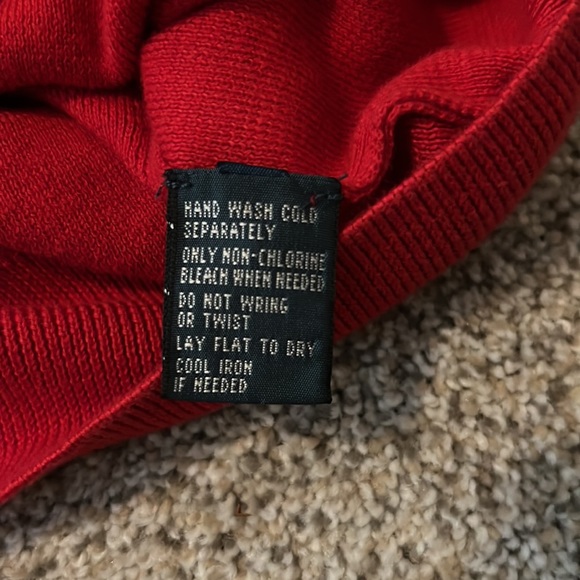 HAND WASH COLD
SEPARATELY
ONLY NON-CHLORINE
BLEACH WHEN NEEDED
DO NOT WRING
OR TWIST
LAY FLAT TO DRY
COOL IRON
IF NEEDED